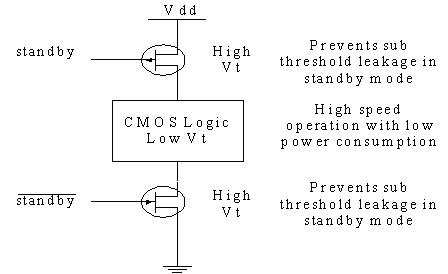 Vdd
standby
High
Vt
Prevents sub
threshold leakage in
standby mode
CMOS Logic
Low Vt
High speed
operation with low
power consumption
standby
High
Vt
Prevents sub
threshold leakage in
standby mode